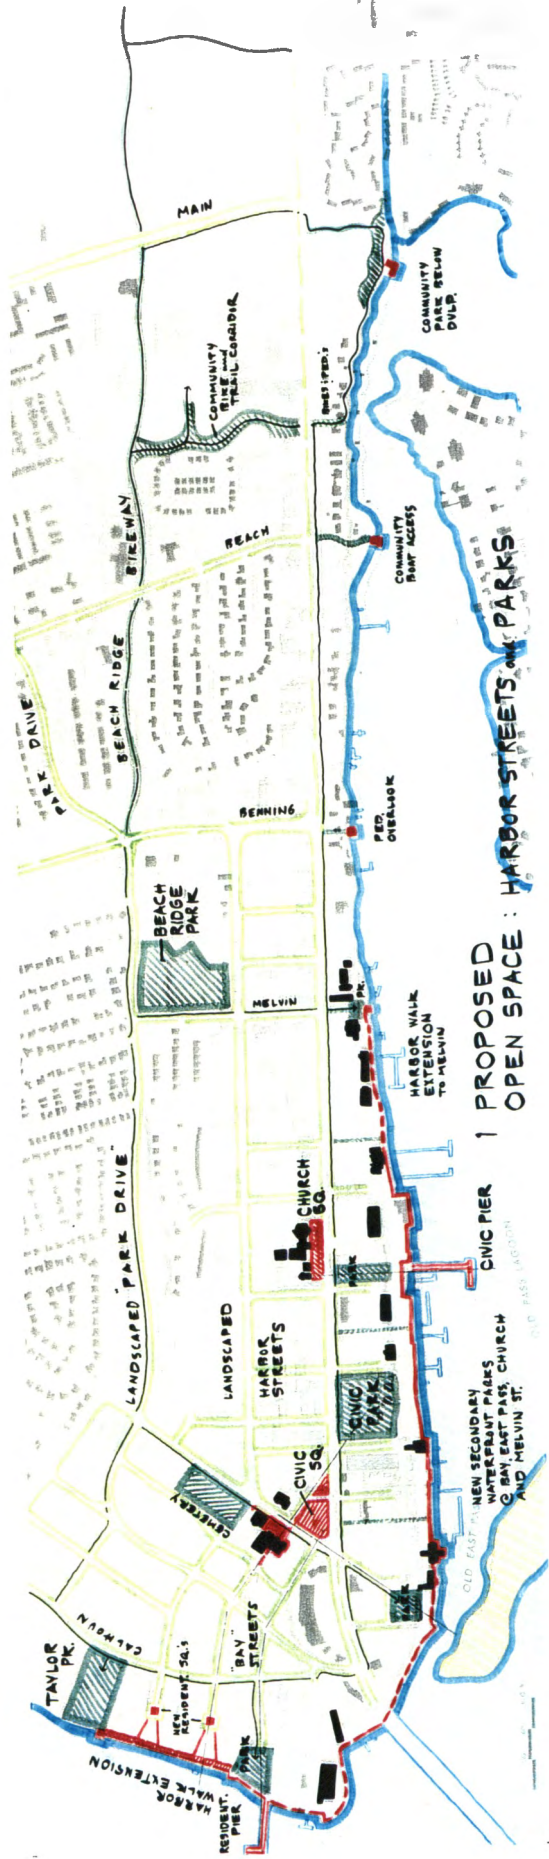 MAIN
COMMUNITY
BIKE and
TRAIL CORRIDOR
COMMUNITY
PARK BELOW
DVLP.
BIKEWAY
BEACH
COMMUNITY
BOAT ACCESS
PARK DRIVE
BEACH RIDGE
BENNING
PED.
OVERLOOK
BEACH
RIDGE
PARK
MELVIN
PK.
HARBOR WALK
EXTENSION
TO MELVIN
LANDSCAPED "PARK DRIVE"
CHURCH
SQ.
PARK
CIVIC PIER
LANDSCAPED
HARBOR
STREETS
CIVIC
PARK
CIVIC
SQ.
CEMETERY
NEW SECONDARY
WATERFRONT PARKS
@ BAY, EAST PASS, CHURCH
AND MELVIN ST.
OLD PASS LAGOON
OLD EAST
PARK
"BAY"
STREETS
CALHOUN
TAYLOR
PK.
NEW
RESIDENT. SQ.'S
HARBOR
WALK EXTENSION
PARK
RESIDENT.
PIER
1 PROPOSED
OPEN SPACE : HARBOR STREETS and PARKS